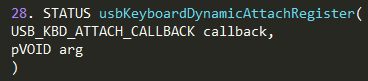 28. STATUS usbKeyboardDynamicAttachRegister(
USB_KBD_ATTACH_CALLBACK callback,
pVOID arg
)